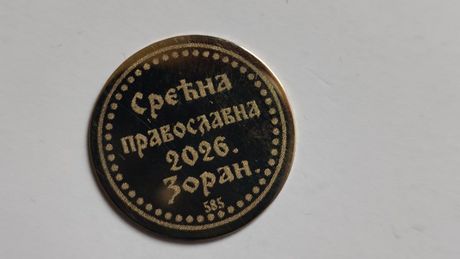 Срећна
православна
2026.
Зоран.
585